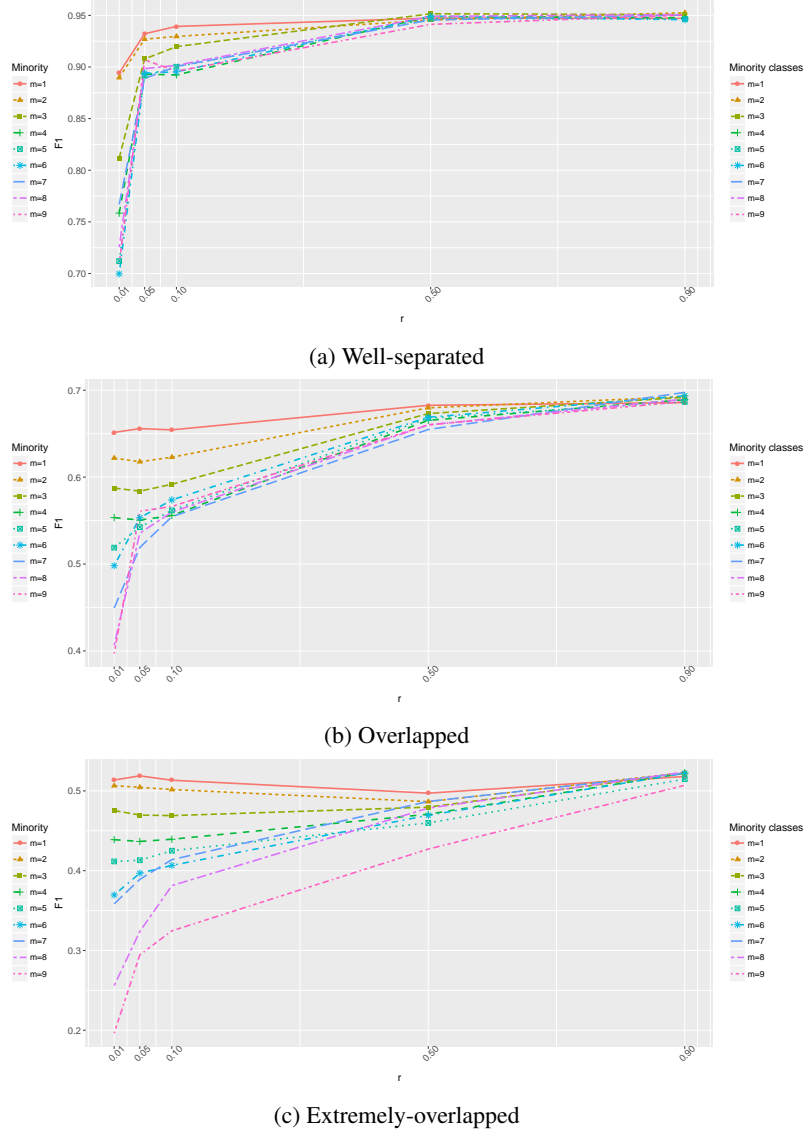 0.95
0.90
0.85
0.80
0.75
0.70
F1
0.01
0.05
0.10
0.50
0.90
r
Minority
m=1
m=2
m=3
m=4
m=5
m=6
m=7
m=8
m=9
Minority classes
m=1
m=2
m=3
m=4
m=5
m=6
m=7
m=8
m=9
(a) Well-separated
0.7
0.6
0.5
0.4
F1
0.01
0.05
0.10
0.50
0.90
r
Minority
m=1
m=2
m=3
m=4
m=5
m=6
m=7
m=8
m=9
Minority classes
m=1
m=2
m=3
m=4
m=5
m=6
m=7
m=8
m=9
(b) Overlapped
0.5
0.4
0.3
0.2
F1
0.01
0.05
0.10
0.50
0.90
r
Minority
m=1
m=2
m=3
m=4
m=5
m=6
m=7
m=8
m=9
Minority classes
m=1
m=2
m=3
m=4
m=5
m=6
m=7
m=8
m=9
(c) Extremely-overlapped